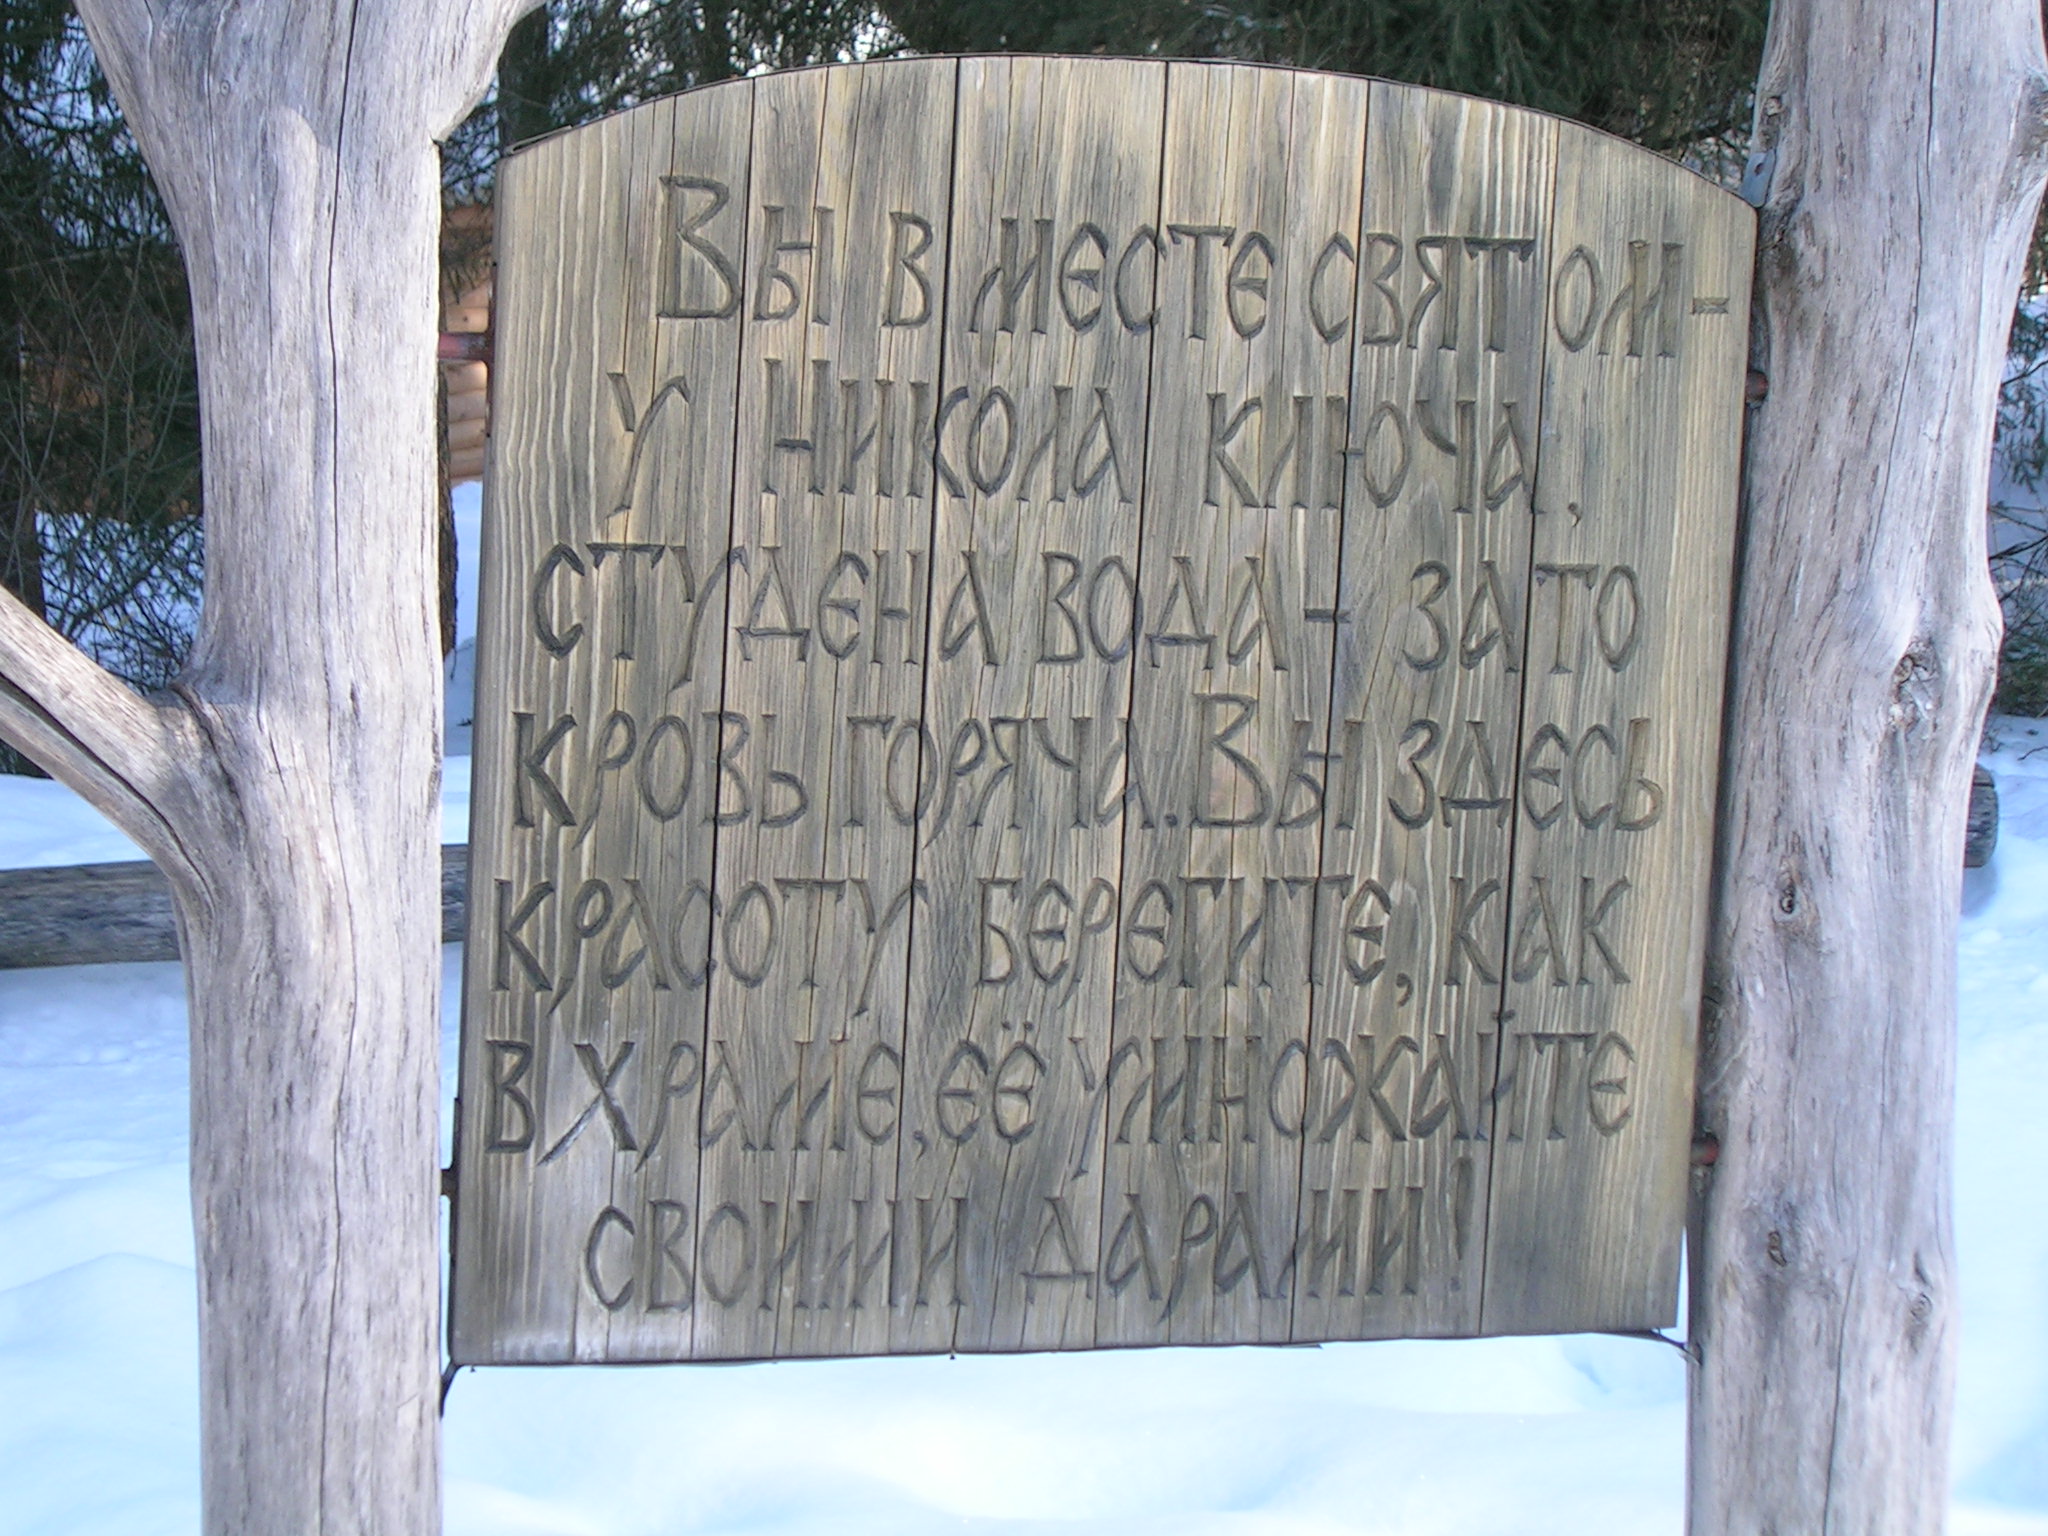 Вы в месте святом -
у Никола ключа,
студена вода - зато
кровь горяча. Вы здесь
красоту берегите, как
в храме, её умножайте
своими дарами!